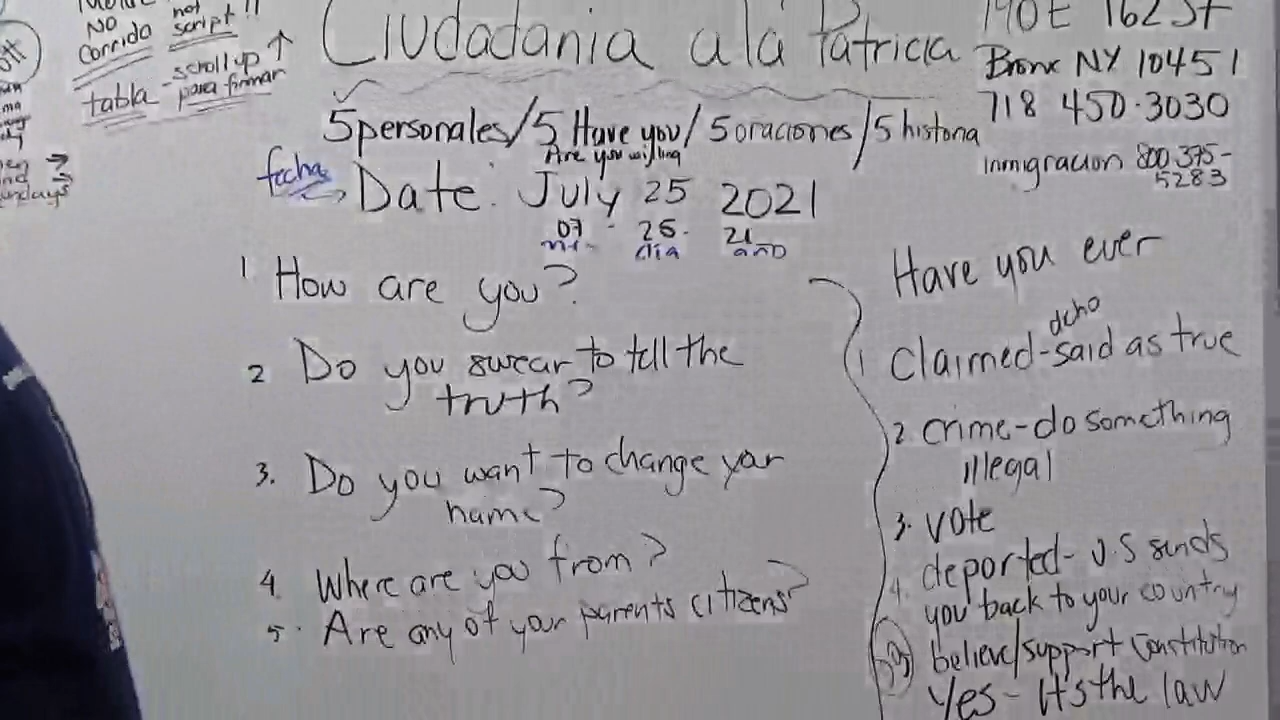 NO not
corrido script !!
tabla - scroll up ↑
para firmar
Ciudadania a la Patricia
190 E 162 St
Bronx NY 10451
718 450-3030
inmigracion 800-375-
5283
5 personales/5 Have you/5 oraciones/5 historia
Are you willing
fecha
Date: July 25 2021
07 - 25 - 21
dia año
1 How are you?
2 Do you swear to tell the
truth?
3. Do you want to change your
name?
4. Where are you from?
5. Are any of your parents citizens?
Have you ever
dcho
1 Claimed-said as true
2. crime-do something
illegal
3. vote
4. deported- U.S sends
you back to your country
believe/support Constitution
Yes - It's the law